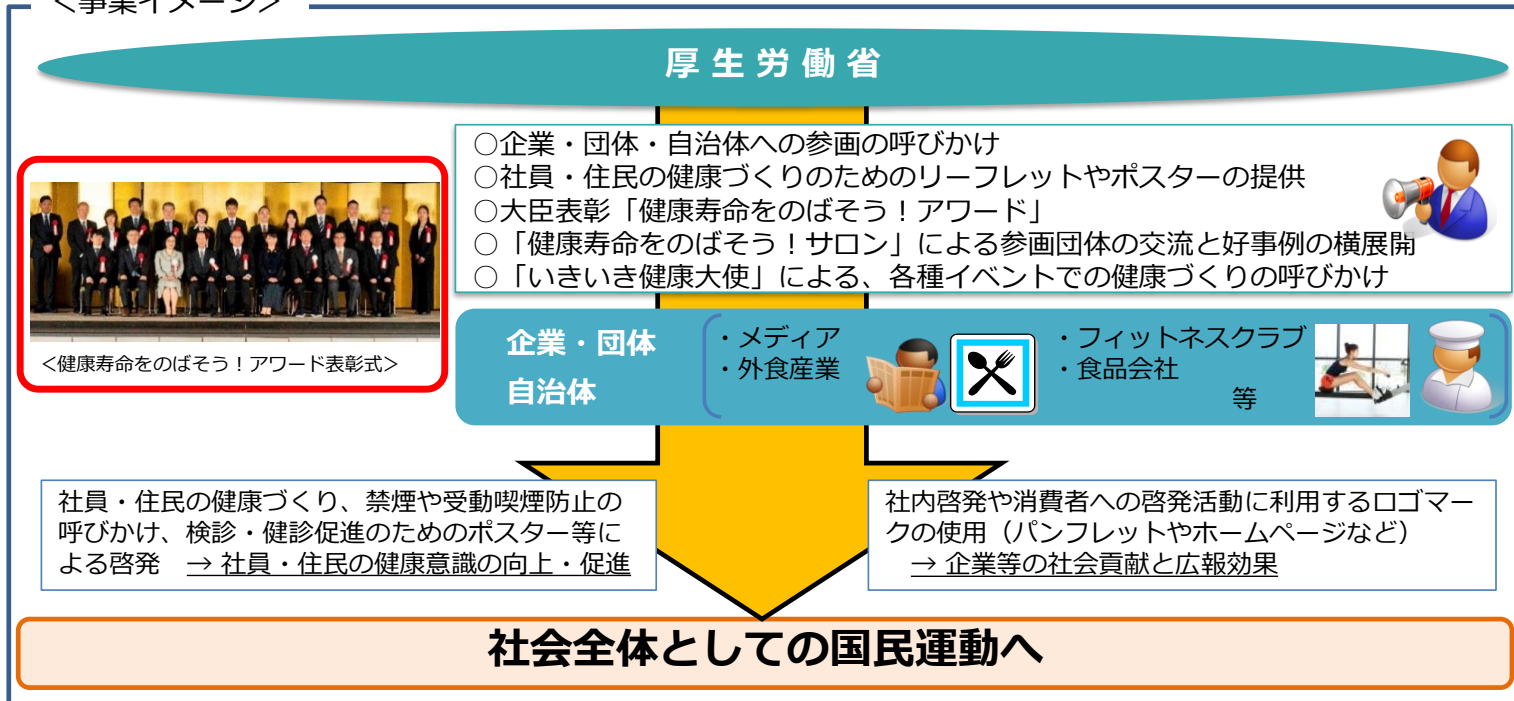 ＜事業イメージ＞
厚生労働省
○企業・団体・自治体への参画の呼びかけ
○社員・住民の健康づくりのためのリーフレットやポスターの提供
○大臣表彰「健康寿命をのばそう！アワード」
○「健康寿命をのばそう！サロン」による参画団体の交流と好事例の横展開
○「いきいき健康大使」による、各種イベントでの健康づくりの呼びかけ
＜健康寿命をのばそう！アワード表彰式＞
企業・団体
自治体
・メディア
・外食産業
・フィットネスクラブ
・食品会社
等
社員・住民の健康づくり、禁煙や受動喫煙防止の
呼びかけ、検診・健診促進のためのポスター等に
よる啓発　→ 社員・住民の健康意識の向上・促進
社内啓発や消費者への啓発活動に利用するロゴマー
クの使用（パンフレットやホームページなど）
→ 企業等の社会貢献と広報効果
社会全体としての国民運動へ